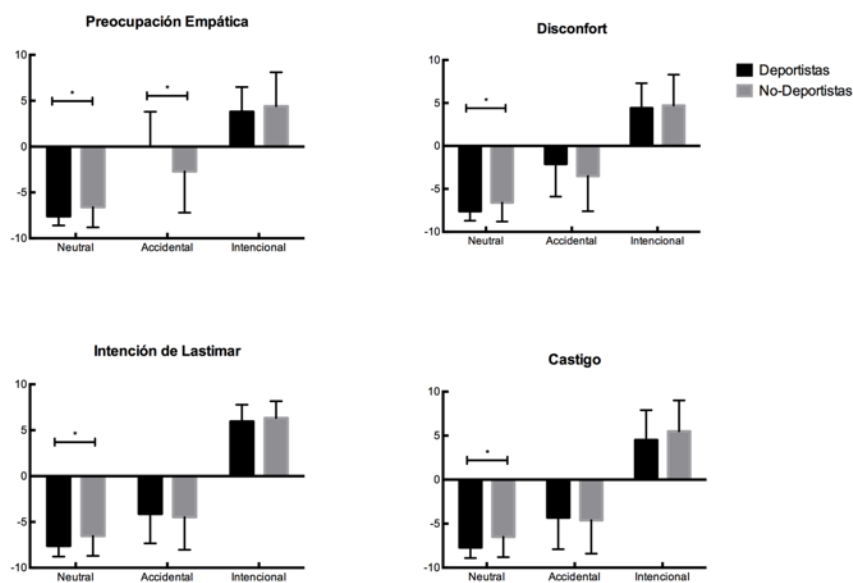 Preocupación Empática
10
5
0
-5
-10
*
*
Neutral Accidental Intencional
Disconfort
10
5
0
-5
-10
*
Neutral Accidental Intencional
Deportistas
No-Deportistas
Intención de Lastimar
10
5
0
-5
-10
*
Neutral Accidental Intencional
Castigo
10
5
0
-5
-10
*
Neutral Accidental Intencional